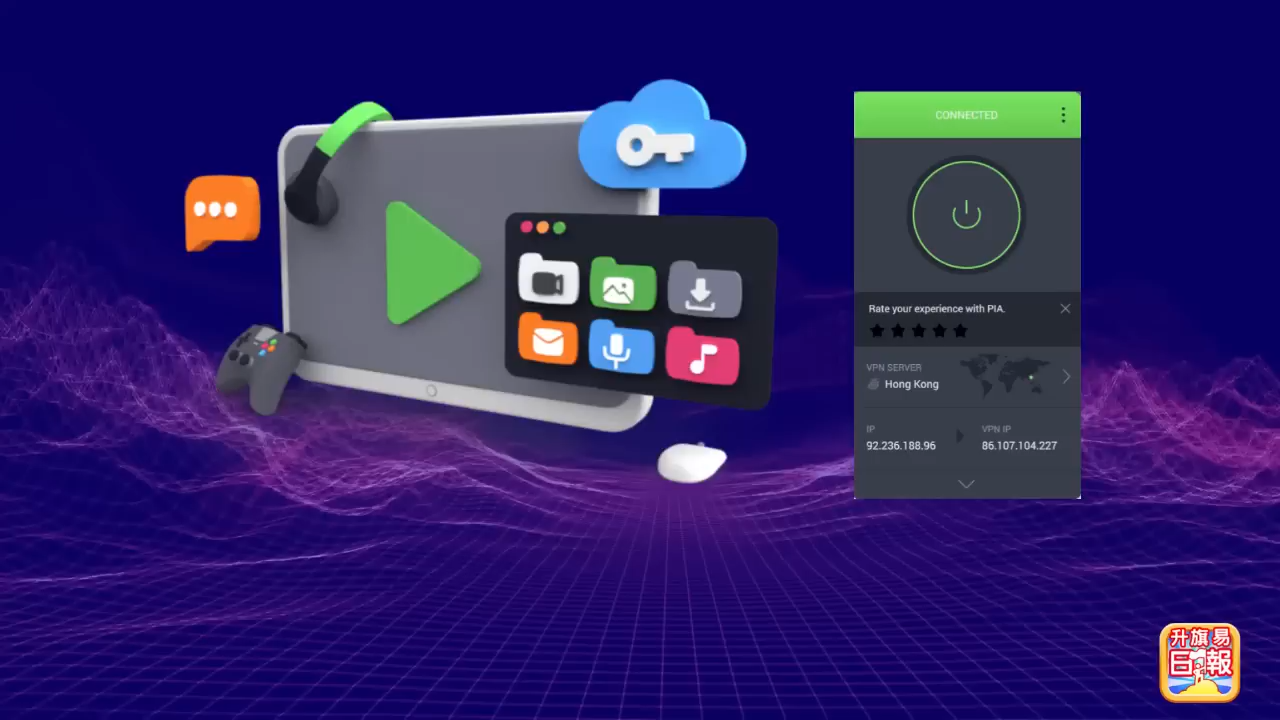 CONNECTED
Rate your experience with PIA.
VPN SERVER
Hong Kong
IP
92.236.188.96
VPN IP
86.107.104.227
升旗易
日報